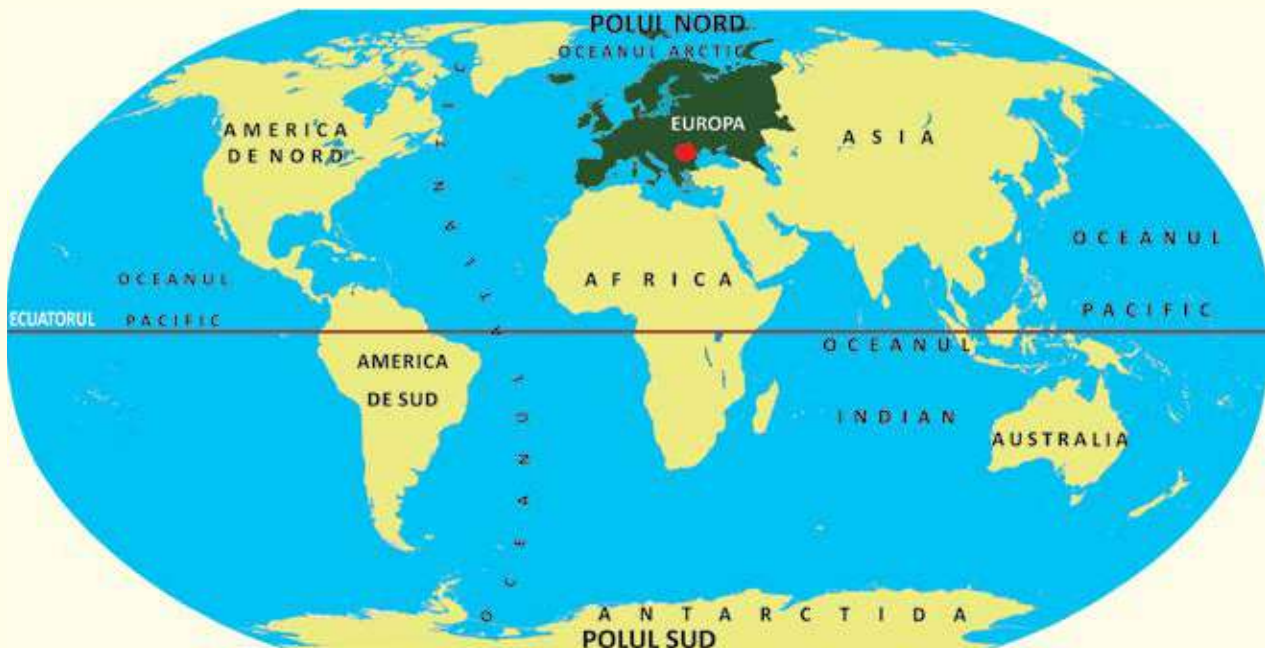 POLUL NORD
OCEANUL ARCTIC
AMERICA
DE NORD
EUROPA
ASIA
OCEANUL
PACIFIC
OCEANUL
PACIFIC
AFRICA
ECUATORUL
OCEANUL
INDIAN
AMERICA
DE SUD
AUSTRALIA
OCEANUL ATLANTIC
ANTARCTIDA
POLUL SUD